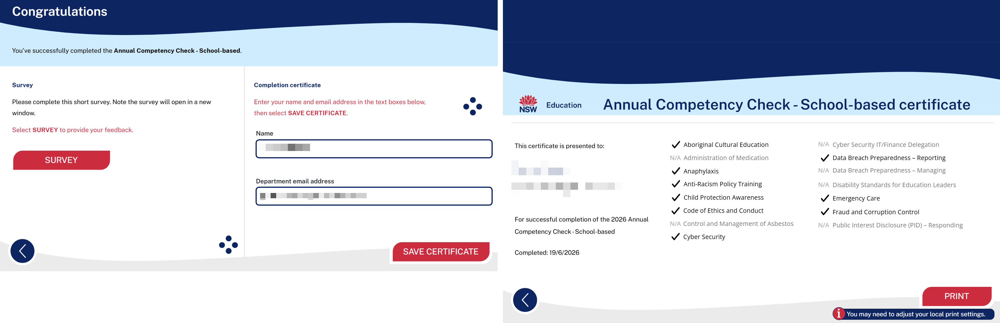 Congratulations
You've successfully completed the Annual Competency Check - School-based.
Survey
Please complete this short survey. Note the survey will open in a new
window.
Select SURVEY to provide your feedback.
SURVEY
Completion certificate
Enter your name and email address in the text boxes below,
then select SAVE CERTIFICATE.
Name
Department email address
SAVE CERTIFICATE
NSW
Education
Annual Competency Check - School-based certificate
This certificate is presented to:
For successful completion of the 2026 Annual
Competency Check - School-based
Completed: 19/6/2026
Aboriginal Cultural Education
N/A Administration of Medication
Anaphylaxis
Anti-Racism Policy Training
Child Protection Awareness
Code of Ethics and Conduct
N/A Control and Management of Asbestos
Cyber Security
N/A Cyber Security IT/Finance Delegation
Data Breach Preparedness – Reporting
N/A Data Breach Preparedness – Managing
N/A Disability Standards for Education Leaders
Emergency Care
Fraud and Corruption Control
N/A Public Interest Disclosure (PID) – Responding
PRINT
i You may need to adjust your local print settings.